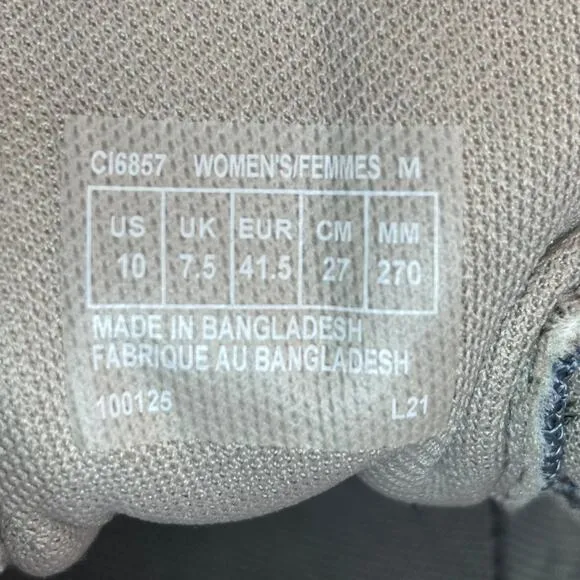 CI6857 WOMEN'S/FEMMES M
US UK EUR CM MM
10 7.5 41.5 27 270
MADE IN BANGLADESH
FABRIQUE AU BANGLADESH
100125 L21